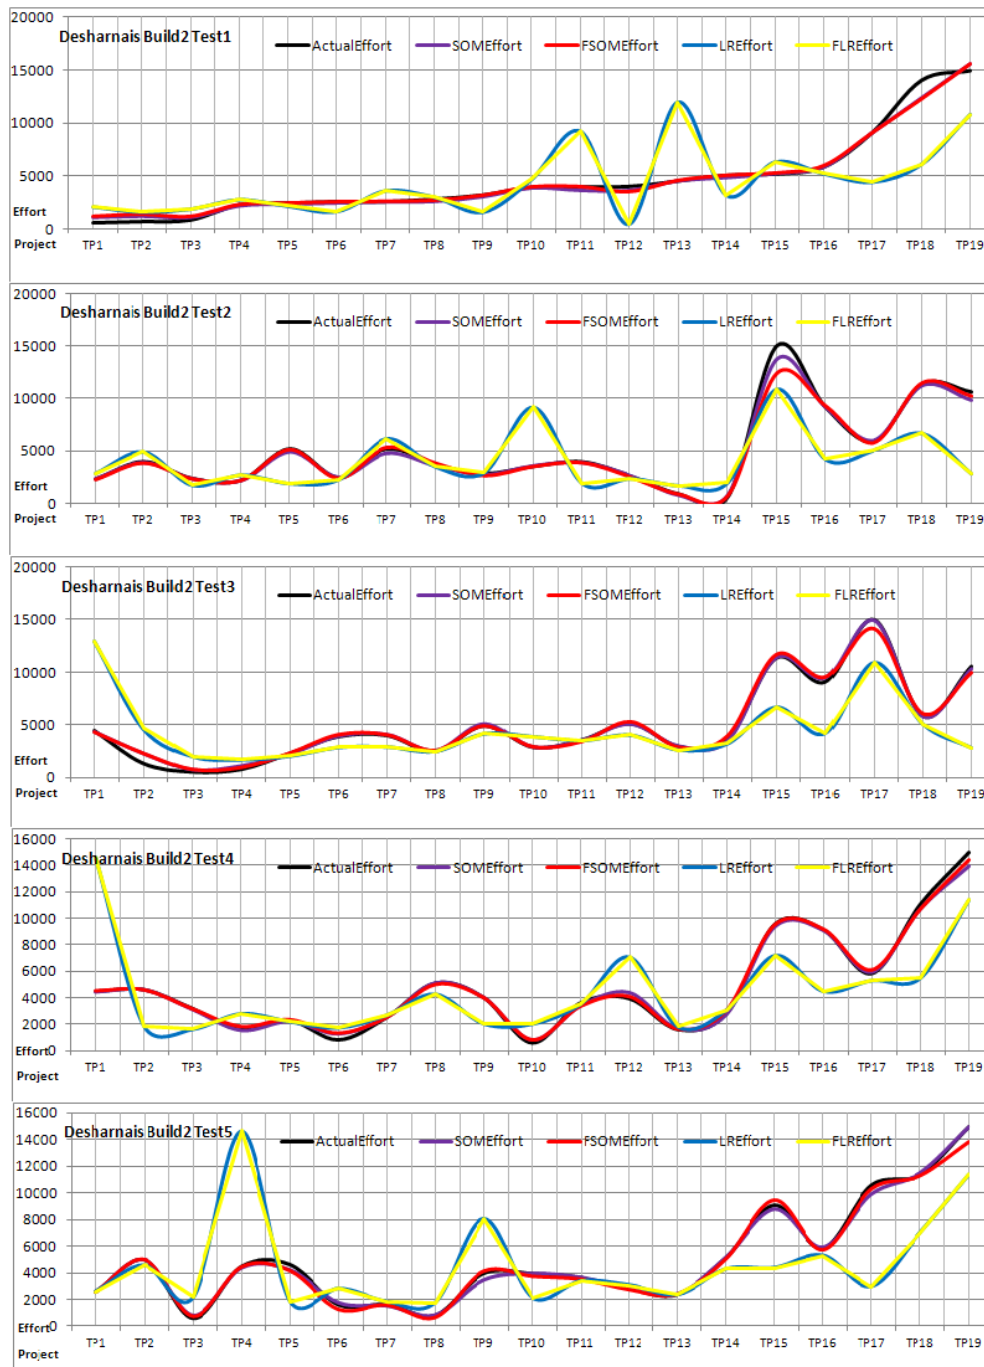 20000
Desharnais Build2 Test1
ActualEffort SOMEffort FSOMEffort LREffort FLREffort
15000
10000
5000
Effort
0
Project TP1 TP2 TP3 TP4 TP5 TP6 TP7 TP8 TP9 TP10 TP11 TP12 TP13 TP14 TP15 TP16 TP17 TP18 TP19
20000
Desharnais Build2 Test2
ActualEffort SOMEffort FSOMEffort LREffort FLREffort
15000
10000
5000
Effort
0
Project TP1 TP2 TP3 TP4 TP5 TP6 TP7 TP8 TP9 TP10 TP11 TP12 TP13 TP14 TP15 TP16 TP17 TP18 TP19
20000
Desharnais Build2 Test3
ActualEffort SOMEffort FSOMEffort LREffort FLREffort
15000
10000
5000
Effort
0
Project TP1 TP2 TP3 TP4 TP5 TP6 TP7 TP8 TP9 TP10 TP11 TP12 TP13 TP14 TP15 TP16 TP17 TP18 TP19
16000
Desharnais Build2 Test4
14000
ActualEffort SOMEffort FSOMEffort LREffort FLREffort
12000
10000
8000
6000
4000
2000
Effort 0
Project TP1 TP2 TP3 TP4 TP5 TP6 TP7 TP8 TP9 TP10 TP11 TP12 TP13 TP14 TP15 TP16 TP17 TP18 TP19
16000
Desharnais Build2 Test5
14000
ActualEffort SOMEffort FSOMEffort LREffort FLREffort
12000
10000
8000
6000
4000
2000
Effort 0
Project TP1 TP2 TP3 TP4 TP5 TP6 TP7 TP8 TP9 TP10 TP11 TP12 TP13 TP14 TP15 TP16 TP17 TP18 TP19